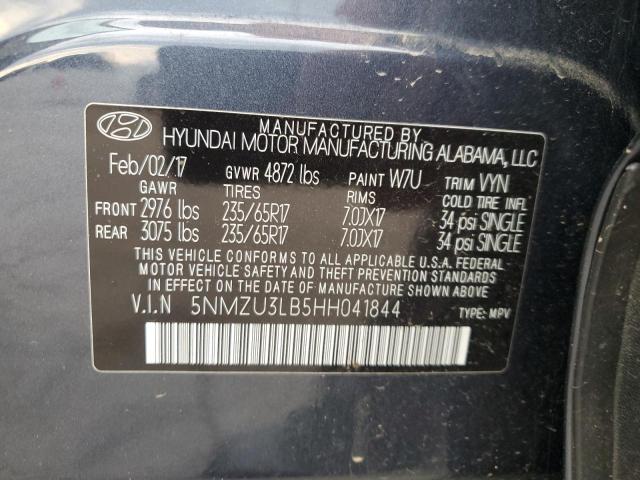 MANUFACTURED BY
HYUNDAI MOTOR MANUFACTURING ALABAMA, LLC
Feb/02/17 GVWR 4872 lbs PAINT W7U TRIM VYN
GAWR TIRES RIMS COLD TIRE INFL
FRONT 2976 lbs 235/65R17 7.0JX17 34 psi SINGLE
REAR 3075 lbs 235/65R17 7.0JX17 34 psi SINGLE
THIS VEHICLE CONFORMS TO ALL APPLICABLE U.S.A. FEDERAL
MOTOR VEHICLE SAFETY BUMPER AND THEFT PREVENTION STANDARDS
IN EFFECT ON THE DATE OF MANUFACTURE SHOWN ABOVE.
V.I.N 5NMZU3LB5HH041844 TYPE: MPV